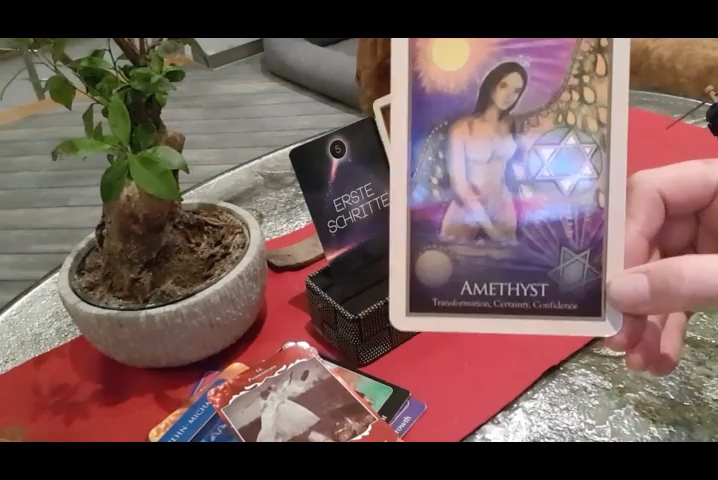 5
ERSTE
SCHRITTE
AMETHYST
Transformation, Certainty, Confidence